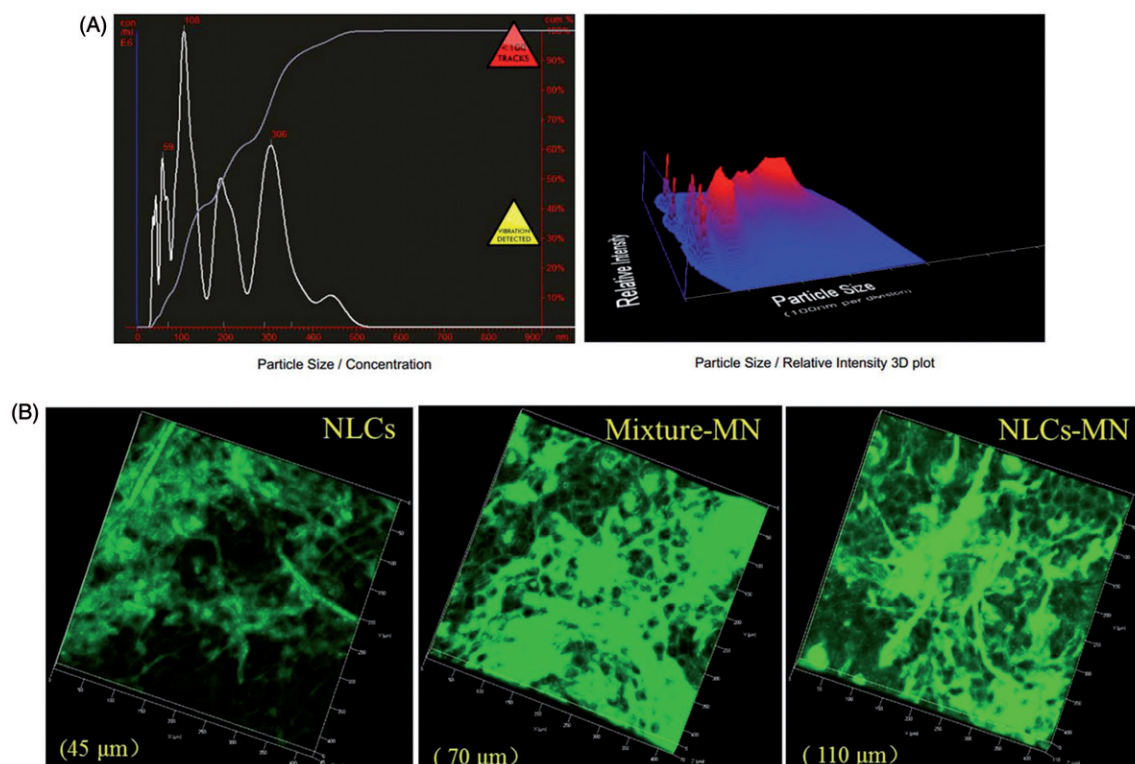 (A)
con
/ml
E6
108
59
306
cum %
100%
90%
80%
70%
60%
50%
40%
30%
20%
10%
<100
TRACKS
VIBRATION
DETECTED
0 100 200 300 400 500 600 700 800 900 nm
Particle Size / Concentration
Relative Intensity
Particle Size
(100nm per division)
Particle Size / Relative Intensity 3D plot
(B)
NLCs
(45 μm)
Mixture-MN
(70 μm)
NLCs-MN
(110 μm)